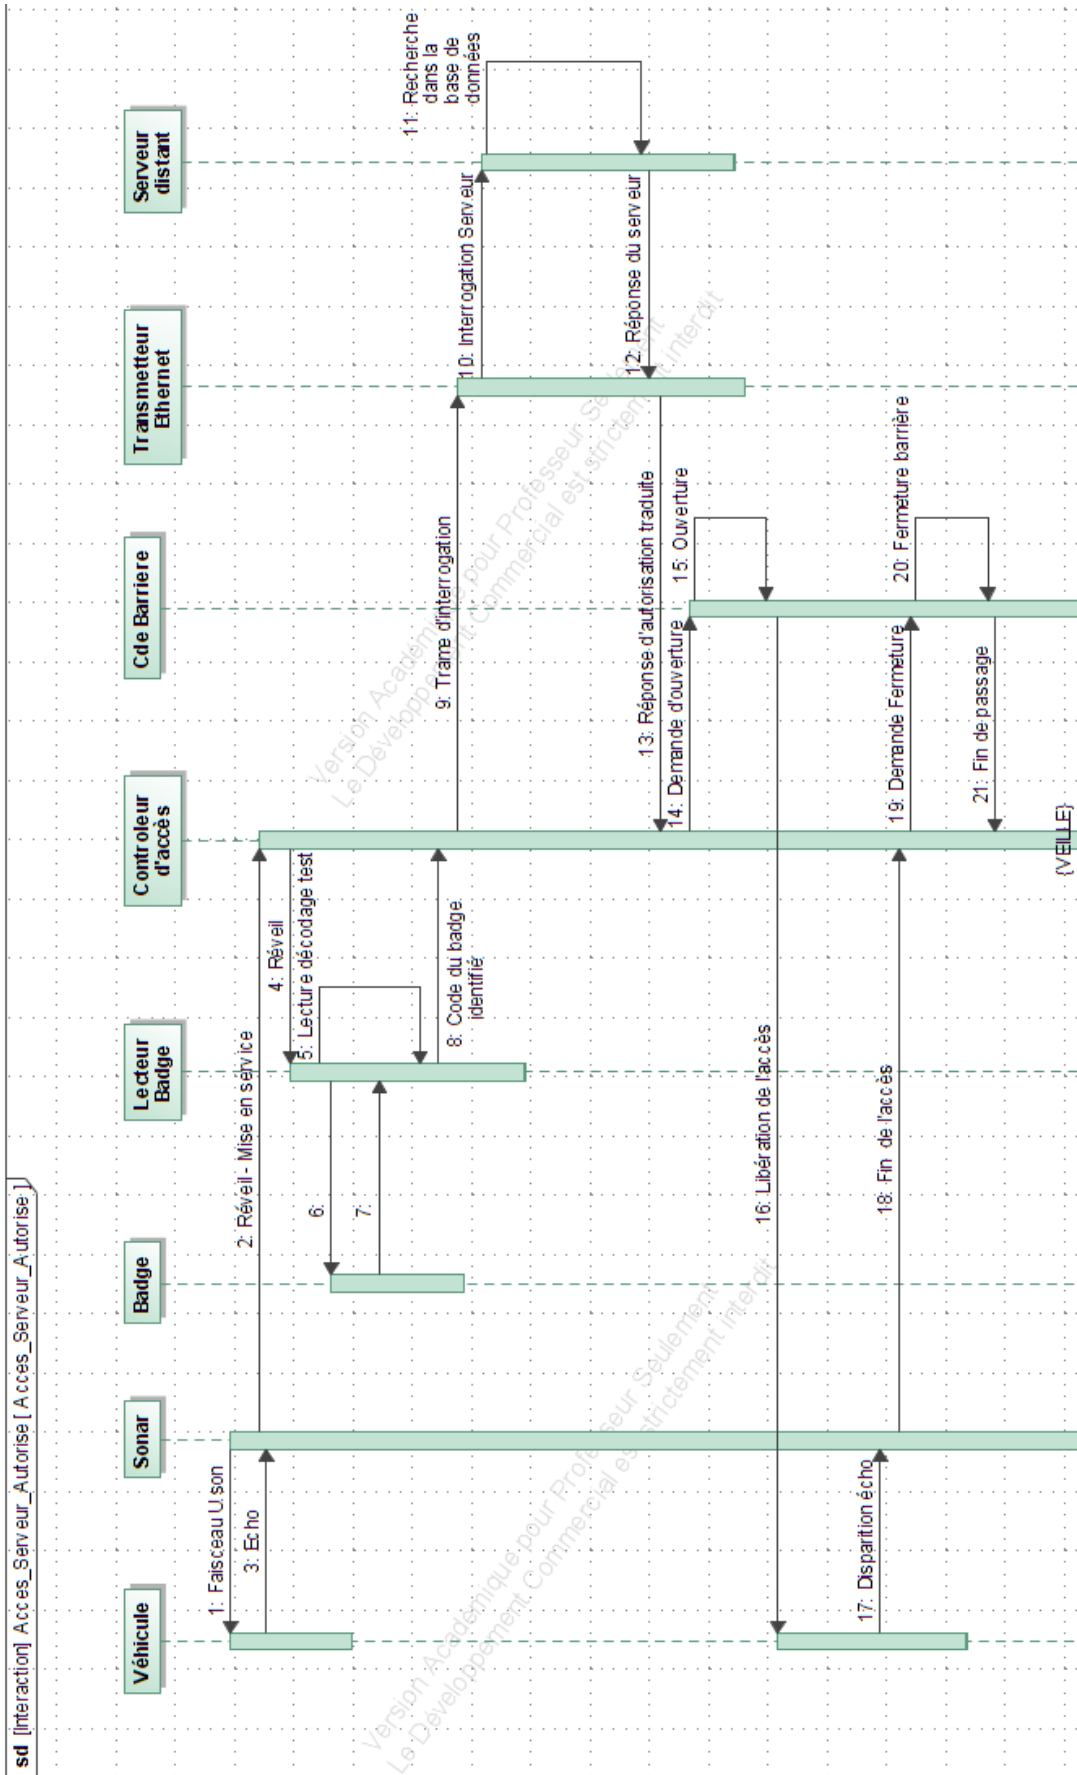 sd [Interaction] Acces_Serveur_Autorise [ Acces_Serveur_Autorise ]
Véhicule
Sonar
Badge
Lecteur
Badge
Controleur
d'accès
Cde Barriere
Transmetteur
Ethernet
Serveur
distant
1: Faisceau U.son
2: Réveil - Mise en service
3: Echo
4: Réveil
5: Lecture décodage test
6:
7:
8: Code du badge
identifié
9: Trame d'interrogation
10: Interrogation Serveur
11: Recherche
dans la
base de
données
12: Réponse du serveur
13: Réponse d'autorisation traduite
14: Demande d'ouverture
15: Ouverture
16: Libération de l'accès
17: Disparition écho
18: Fin de l'accès
19: Demande Fermeture
20: Fermeture barrière
21: Fin de passage
{VEILLE}
Version Académique pour Professeur Seulement
Le Développement Commercial est strictement interdit
Version Académique pour Professeur Seulement
Le Développement Commercial est strictement interdit